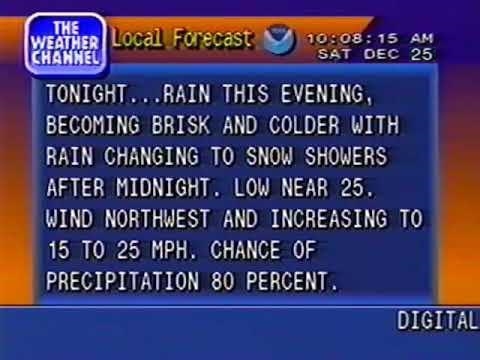 THE
WEATHER
CHANNEL
Local Forecast
10:08:15 AM
SAT DEC 25
TONIGHT...RAIN THIS EVENING,
BECOMING BRISK AND COLDER WITH
RAIN CHANGING TO SNOW SHOWERS
AFTER MIDNIGHT. LOW NEAR 25.
WIND NORTHWEST AND INCREASING TO
15 TO 25 MPH. CHANCE OF
PRECIPITATION 80 PERCENT.
DIGITAL